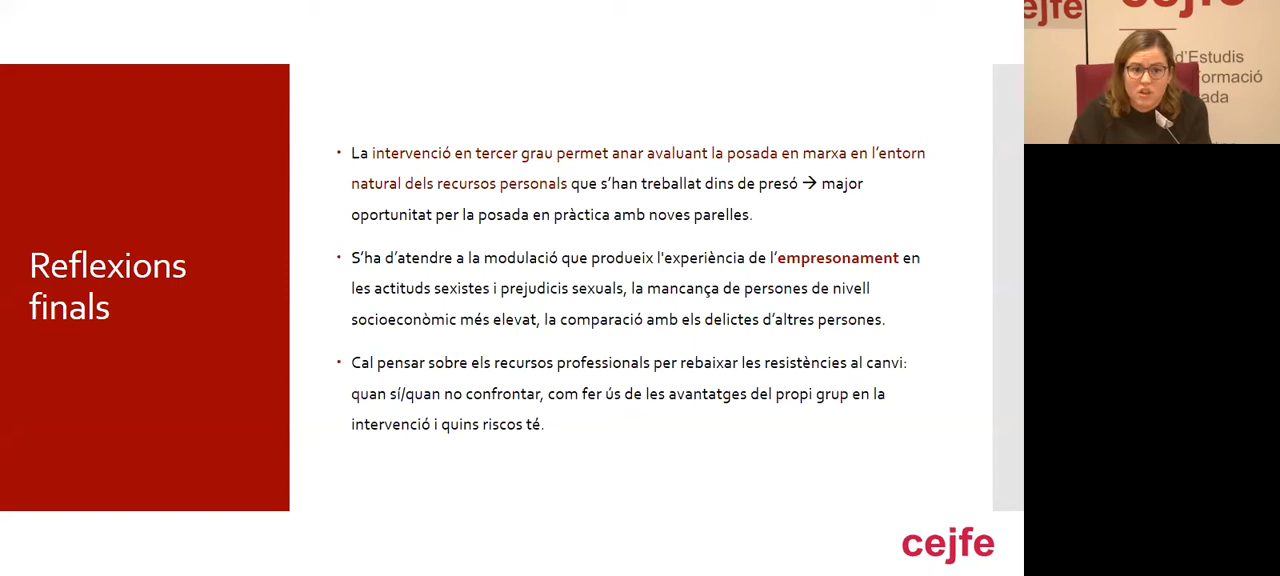 Reflexions
finals
• La intervenció en tercer grau permet anar avaluant la posada en marxa en l’entorn
natural dels recursos personals que s’han treballat dins de presó → major
oportunitat per la posada en pràctica amb noves parelles.
• S’ha d’atendre a la modulació que produeix l'experiència de l’empresonament en
les actituds sexistes i prejudicis sexuals, la mancança de persones de nivell
socioeconòmic més elevat, la comparació amb els delictes d’altres persones.
• Cal pensar sobre els recursos professionals per rebaixar les resistències al canvi:
quan sí/quan no confrontar, com fer ús de les avantatges del propi grup en la
intervenció i quins riscos té.
cejfe
cejfe
cejfe
d’Estudis
Formació
ada